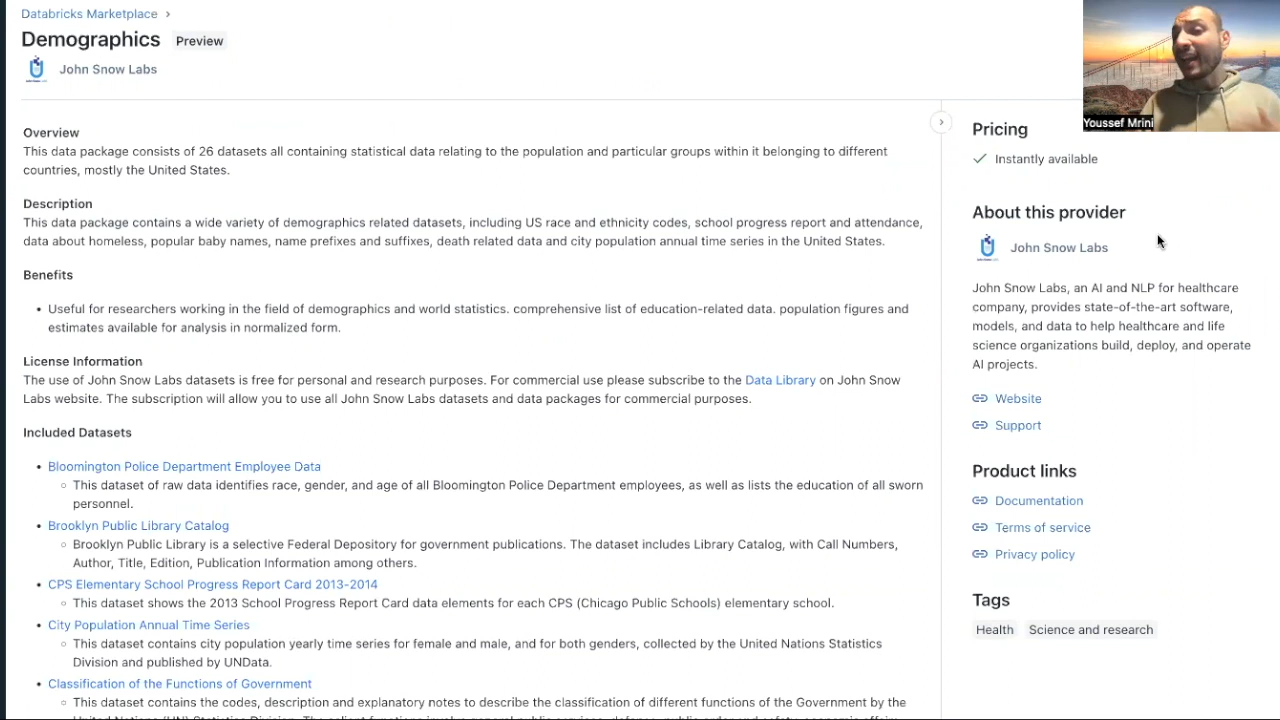 Databricks Marketplace ›
Demographics Preview
John Snow Labs
Youssef Mrini
Overview
This data package consists of 26 datasets all containing statistical data relating to the population and particular groups within it belonging to different
countries, mostly the United States.
Description
This data package contains a wide variety of demographics related datasets, including US race and ethnicity codes, school progress report and attendance,
data about homeless, popular baby names, name prefixes and suffixes, death related data and city population annual time series in the United States.
Benefits
• Useful for researchers working in the field of demographics and world statistics. comprehensive list of education-related data. population figures and
estimates available for analysis in normalized form.
License Information
The use of John Snow Labs datasets is free for personal and research purposes. For commercial use please subscribe to the Data Library on John Snow
Labs website. The subscription will allow you to use all John Snow Labs datasets and data packages for commercial purposes.
Included Datasets
• Bloomington Police Department Employee Data
○ This dataset of raw data identifies race, gender, and age of all Bloomington Police Department employees, as well as lists the education of all sworn
personnel.
• Brooklyn Public Library Catalog
○ Brooklyn Public Library is a selective Federal Depository for government publications. The dataset includes Library Catalog, with Call Numbers,
Author, Title, Edition, Publication Information among others.
• CPS Elementary School Progress Report Card 2013-2014
○ This dataset shows the 2013 School Progress Report Card data elements for each CPS (Chicago Public Schools) elementary school.
• City Population Annual Time Series
○ This dataset contains city population yearly time series for female and male, and for both genders, collected by the United Nations Statistics
Division and published by UNData.
• Classification of the Functions of Government
○ This dataset contains the codes, description and explanatory notes to describe the classification of different functions of the Government by the
United Nations (UN) Statistics Division. The salient functions involve general public services, defense, public order and safety, economic affairs,
Pricing
Instantly available
About this provider
John Snow Labs
John Snow Labs, an AI and NLP for healthcare
company, provides state-of-the-art software,
models, and data to help healthcare and life
science organizations build, deploy, and operate
AI projects.
Website
Support
Product links
Documentation
Terms of service
Privacy policy
Tags
Health Science and research